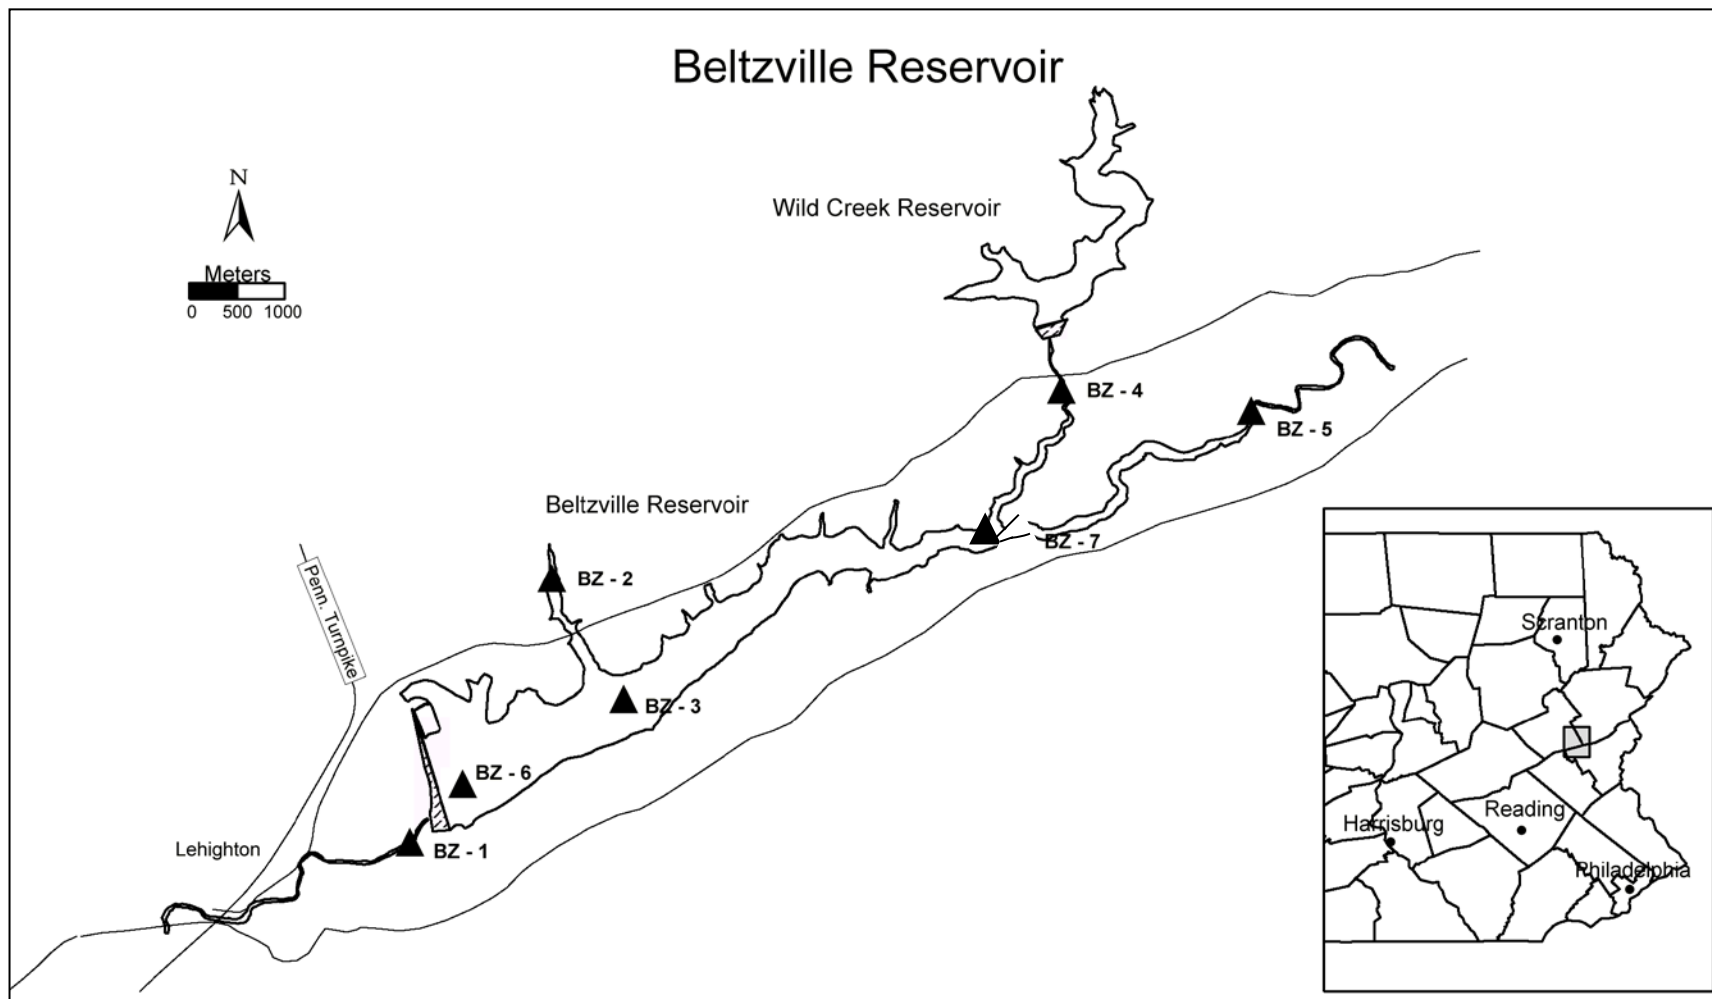 Beltzville Reservoir
N
Wild Creek Reservoir
Meters
0 500 1000
BZ - 4
BZ - 5
Beltzville Reservoir
BZ - 7
BZ - 2
Penn. Turnpike
Scranton
BZ - 3
BZ - 6
Reading
Harrisburg
Lehighton
BZ - 1
Philadelphia